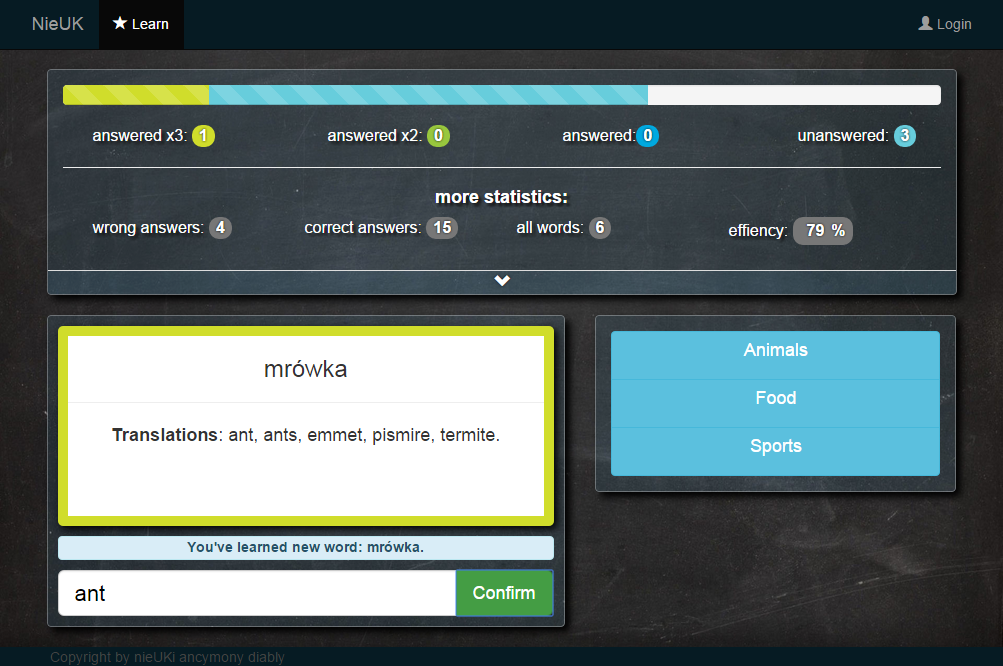 NieUK Learn Login
answered x3: 1 answered x2: 0 answered: 0 unanswered: 3
more statistics:
wrong answers: 4 correct answers: 15 all words: 6 effiency: 79 %
mrówka
Translations: ant, ants, emmet, pismire, termite.
You've learned new word: mrówka.
ant Confirm
Animals
Food
Sports
Copyright by nieUKi ancymony diably